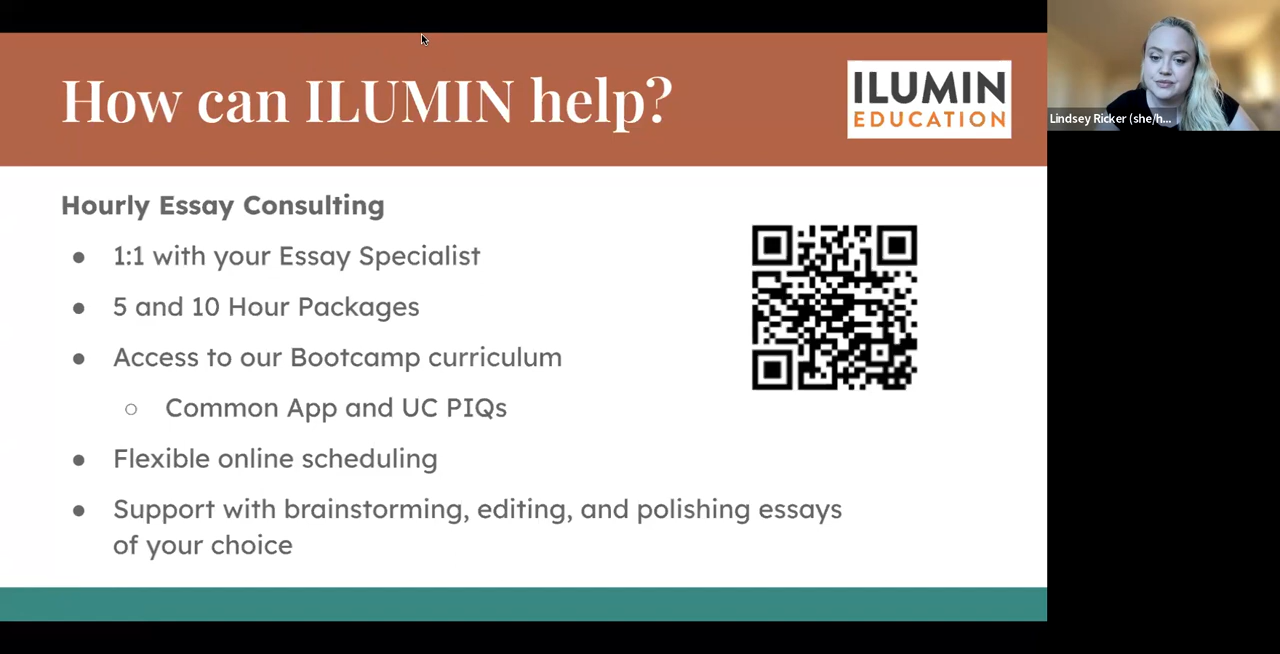 How can ILUMIN help?
ILUMIN
EDUCATION
Lindsey Ricker (she/h...
Hourly Essay Consulting
● 1:1 with your Essay Specialist
● 5 and 10 Hour Packages
● Access to our Bootcamp curriculum
○ Common App and UC PIQs
● Flexible online scheduling
● Support with brainstorming, editing, and polishing essays
of your choice